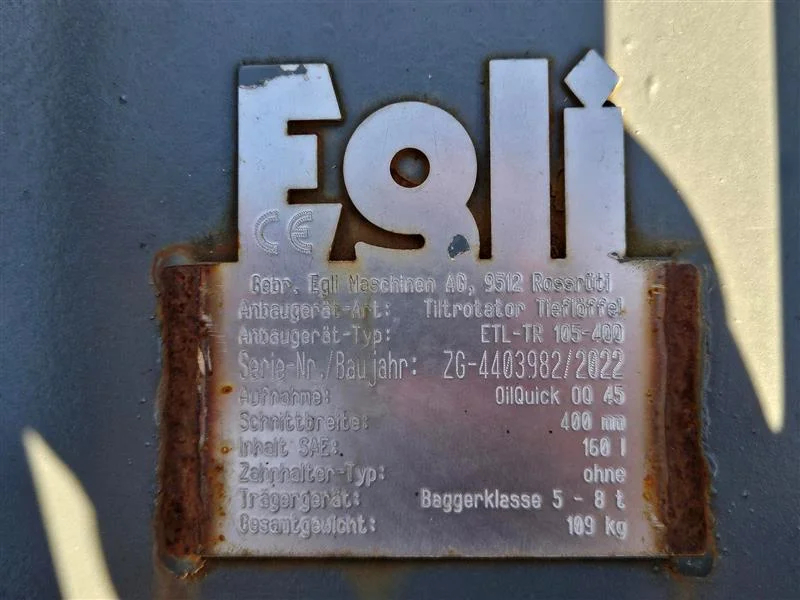 Egli
CE
Gebr. Egli Maschinen AG, 9512 Rossrüti
Anbaugerät-Art: Tiltrotator Tieflöffel
Anbaugerät-Typ: ETL-TR 105-400
Serie-Nr./Baujahr: ZG-4403982/2022
Aufnahme: OilQuick OQ 45
Schnittbreite: 400 mm
Inhalt SAE: 160 l
Zahnhalter-Typ: ohne
Trägergerät: Baggerklasse 5 - 8 t
Gesamtgewicht: 109 kg